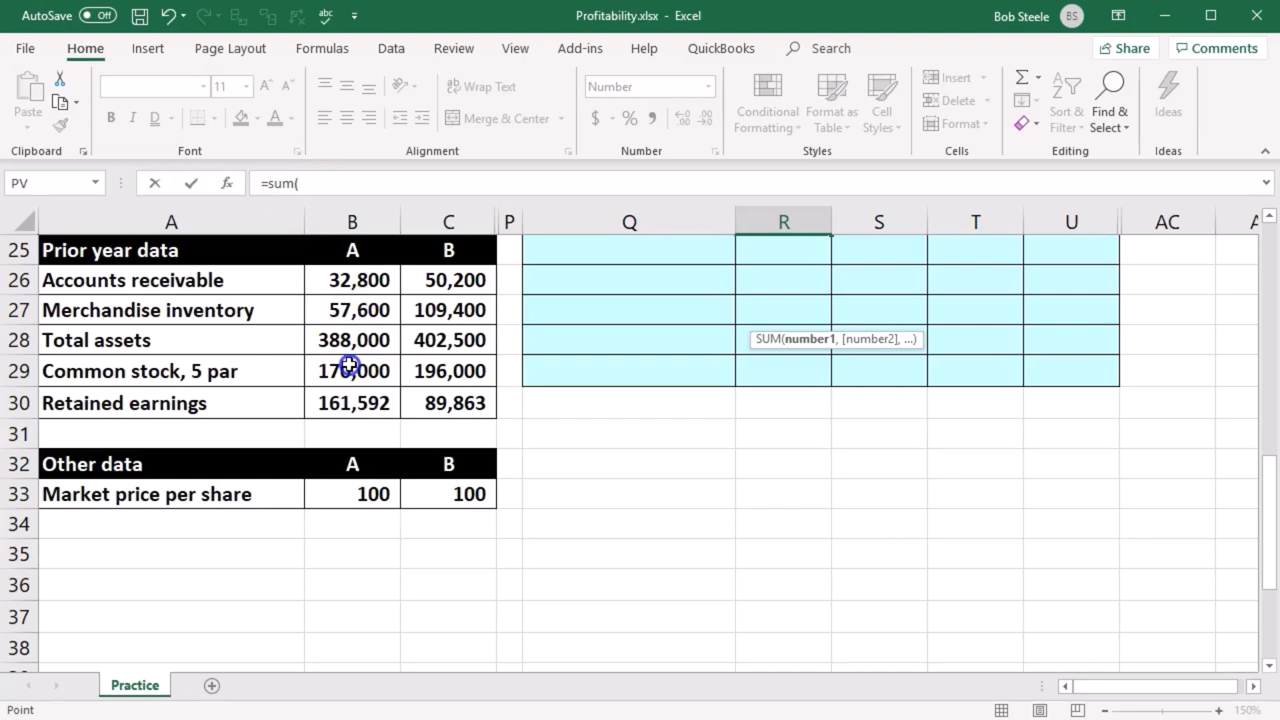 AutoSave Off
Profitability.xlsx - Excel
Bob Steele BS
File Home Insert Page Layout Formulas Data Review View Add-ins Help QuickBooks Search Share Comments
Paste
Clipboard
11
B I D A
Font
Wrap Text
Merge & Center
Alignment
Number
$ % ,
Number
Conditional Formatting
Format as Table
Cell Styles
Styles
Insert
Delete
Format
Cells
Sort & Filter
Find & Select
Editing
Ideas
Ideas
PV fx =sum(
A B C P Q R S T U AC
25 Prior year data A B
26 Accounts receivable 32,800 50,200
27 Merchandise inventory 57,600 109,400
28 Total assets 388,000 402,500
SUM(number1, [number2], ...)
29 Common stock, 5 par 196,000
30 Retained earnings 161,592 89,863
31
32 Other data A B
33 Market price per share 100 100
34
35
36
37
38
Practice
Point
150%